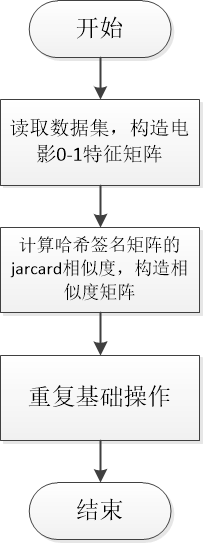 开始
读取数据集，构造电
影0-1特征矩阵
计算哈希签名矩阵的
jarcard相似度，构造相
似度矩阵
重复基础操作
结束